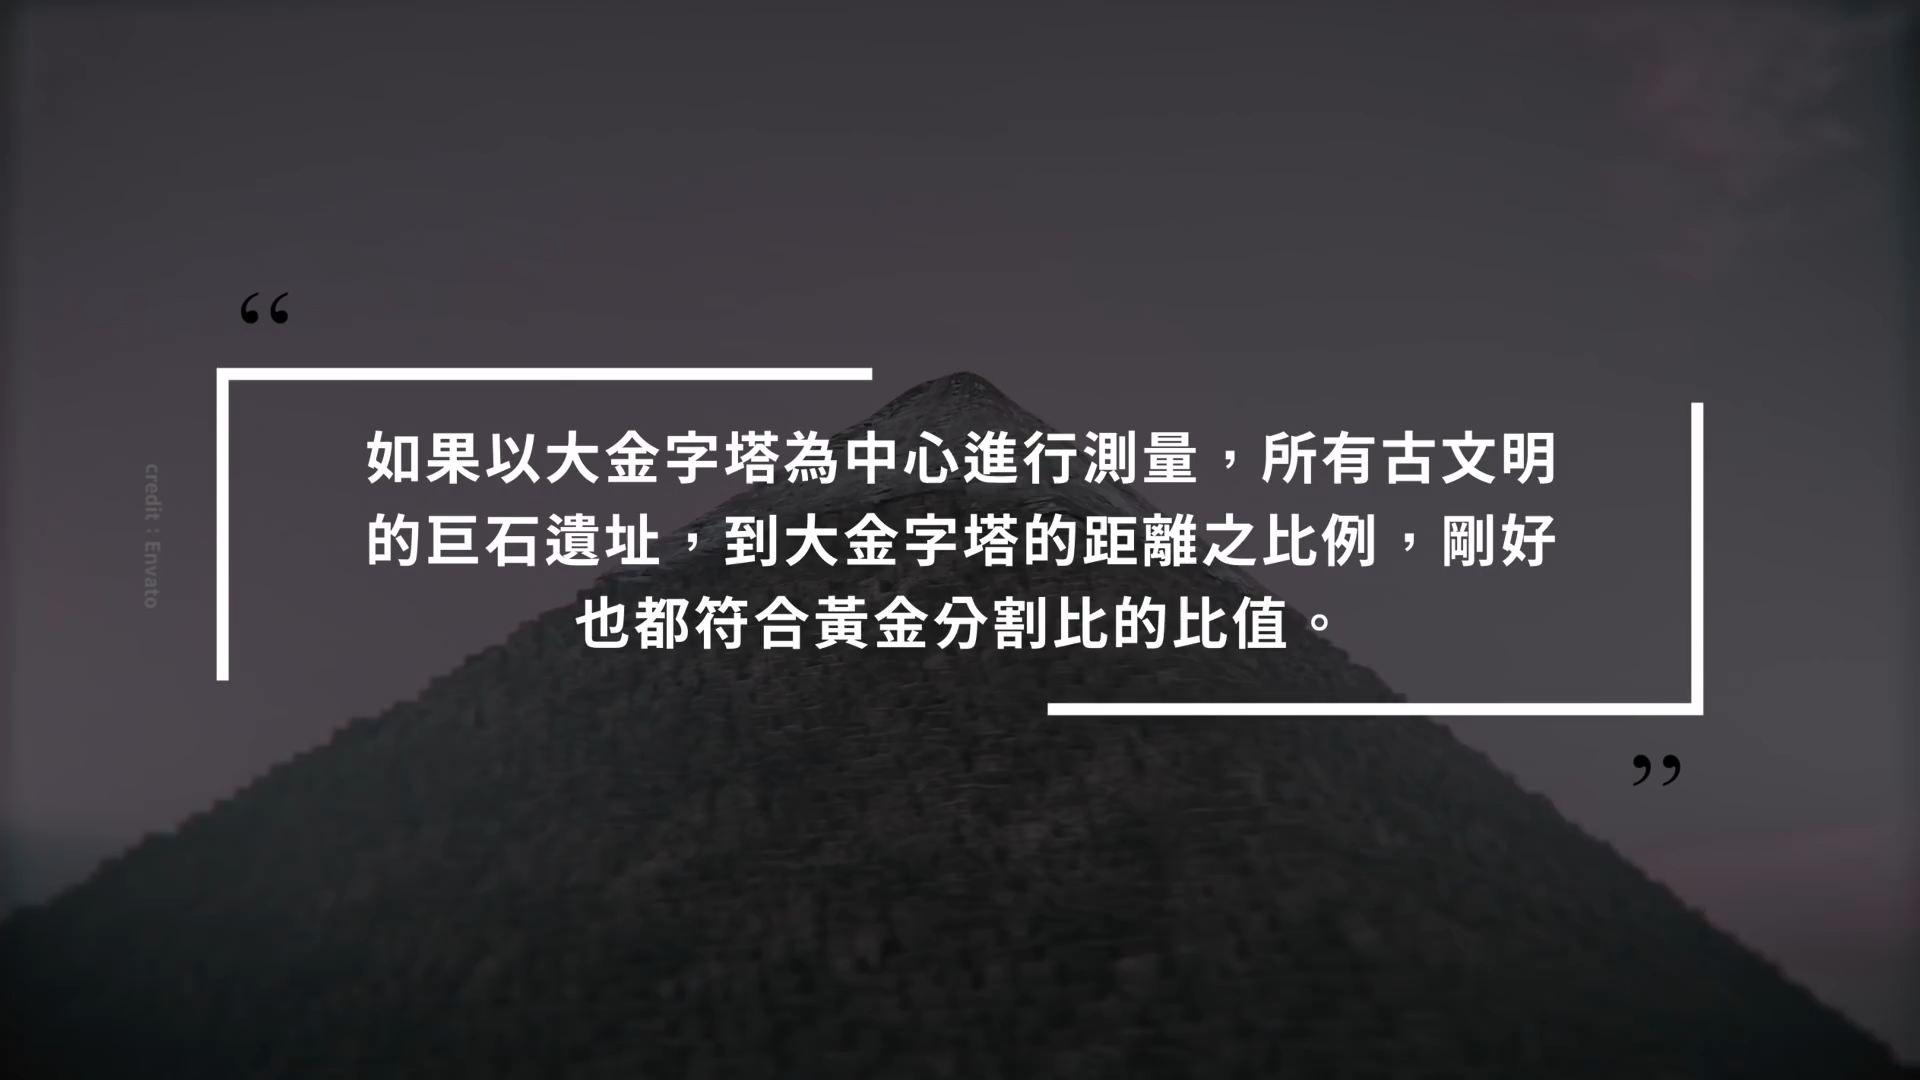 “
如果以大金字塔為中心進行測量，所有古文明
的巨石遺址，到大金字塔的距離之比例，剛好
也都符合黃金分割比的比值。
”
credit : Envato